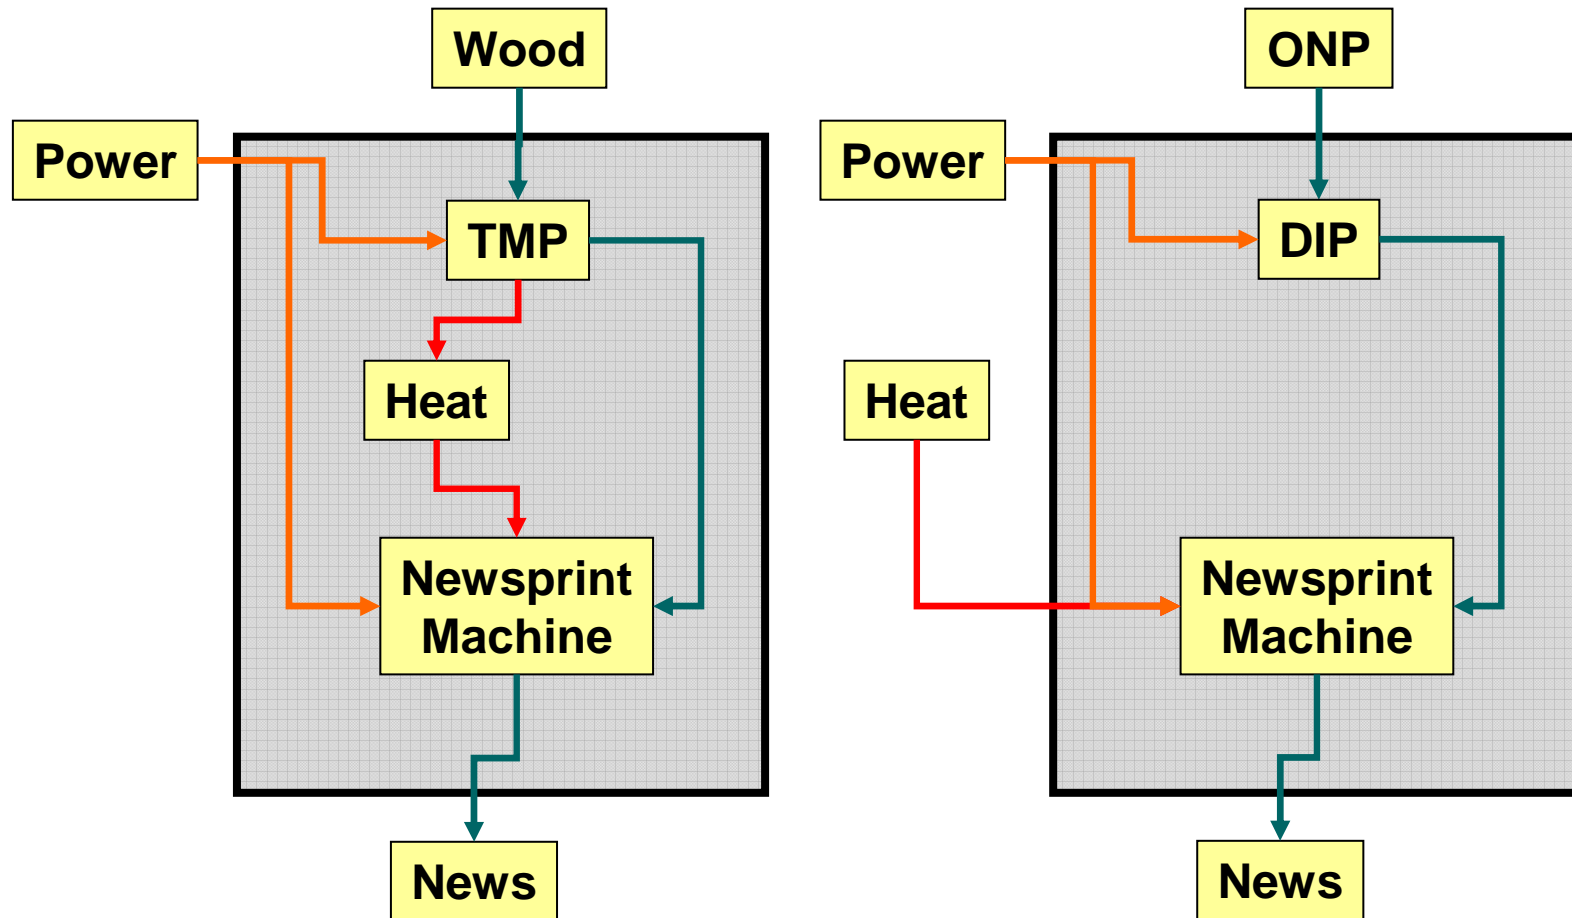 Wood
Power
TMP
Heat
Newsprint
Machine
News
ONP
Power
DIP
Heat
Newsprint
Machine
News